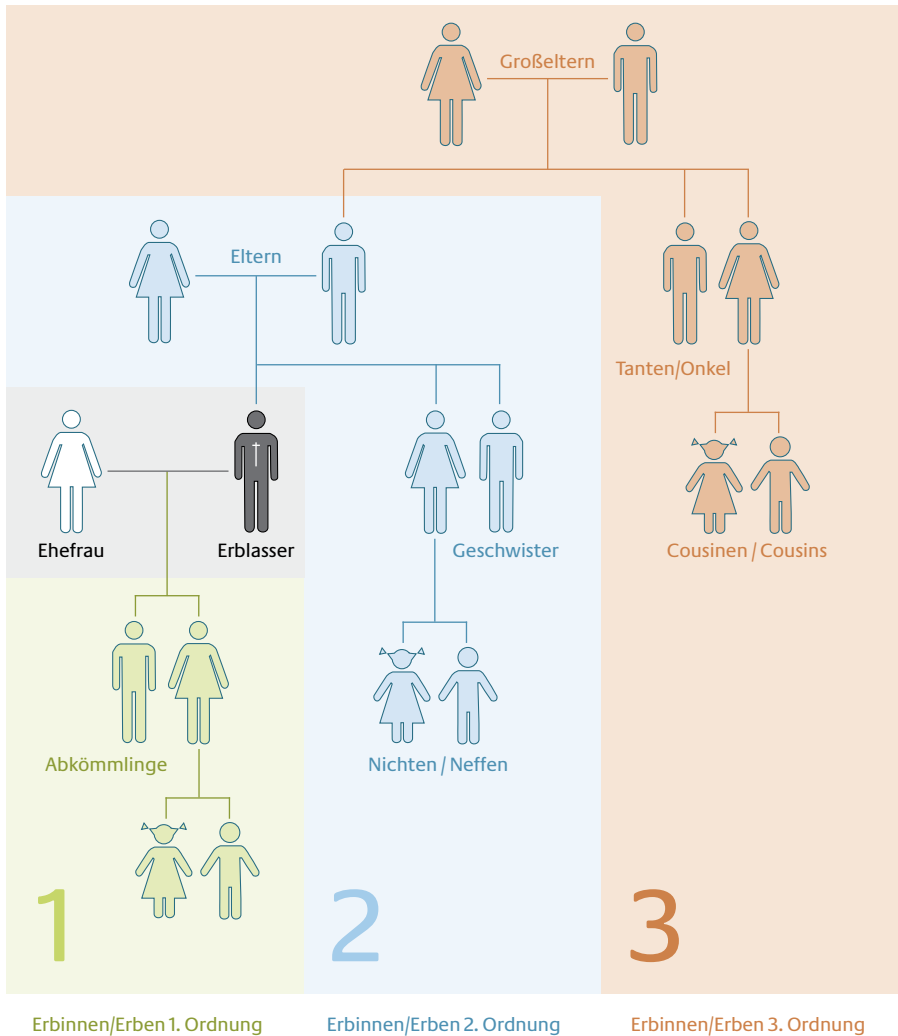 Großeltern
Eltern
Tanten/Onkel
Ehefrau
Erblasser
Geschwister
Cousinen / Cousins
Abkömmlinge
Nichten / Neffen
1
2
3
Erbinnen/Erben 1. Ordnung
Erbinnen/Erben 2. Ordnung
Erbinnen/Erben 3. Ordnung